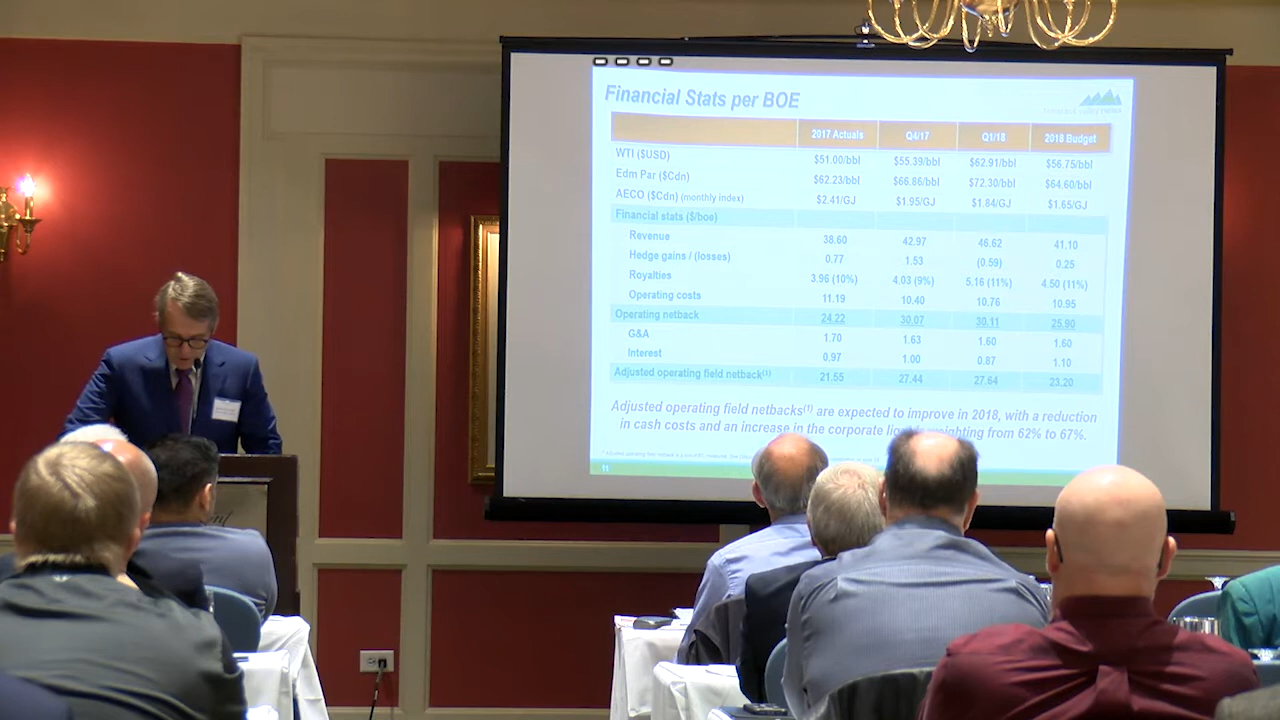 Financial Stats per BOE
2017 Actuals Q4/17 Q1/18 2018 Budget
WTI ($USD) $51.00/bbl $55.39/bbl $62.91/bbl $56.75/bbl
Edm Par ($Cdn) $62.23/bbl $66.86/bbl $72.30/bbl $64.60/bbl
AECO ($Cdn) (monthly index) $2.41/GJ $1.95/GJ $1.84/GJ $1.65/GJ
Financial stats ($/boe)
Revenue 38.60 42.97 46.62 41.10
Hedge gains / (losses) 0.77 1.53 (0.59) 0.25
Royalties 3.96 (10%) 4.03 (9%) 5.16 (11%) 4.50 (11%)
Operating costs 11.19 10.40 10.76 10.95
Operating netback 24.22 30.07 30.11 25.90
G&A 1.70 1.63 1.60 1.60
Interest 0.97 1.00 0.87 1.10
Adjusted operating field netback(1) 21.55 27.44 27.64 23.20
Adjusted operating field netbacks(1) are expected to improve in 2018, with a reduction
in cash costs and an increase in the corporate weighting from 62% to 67%.
11